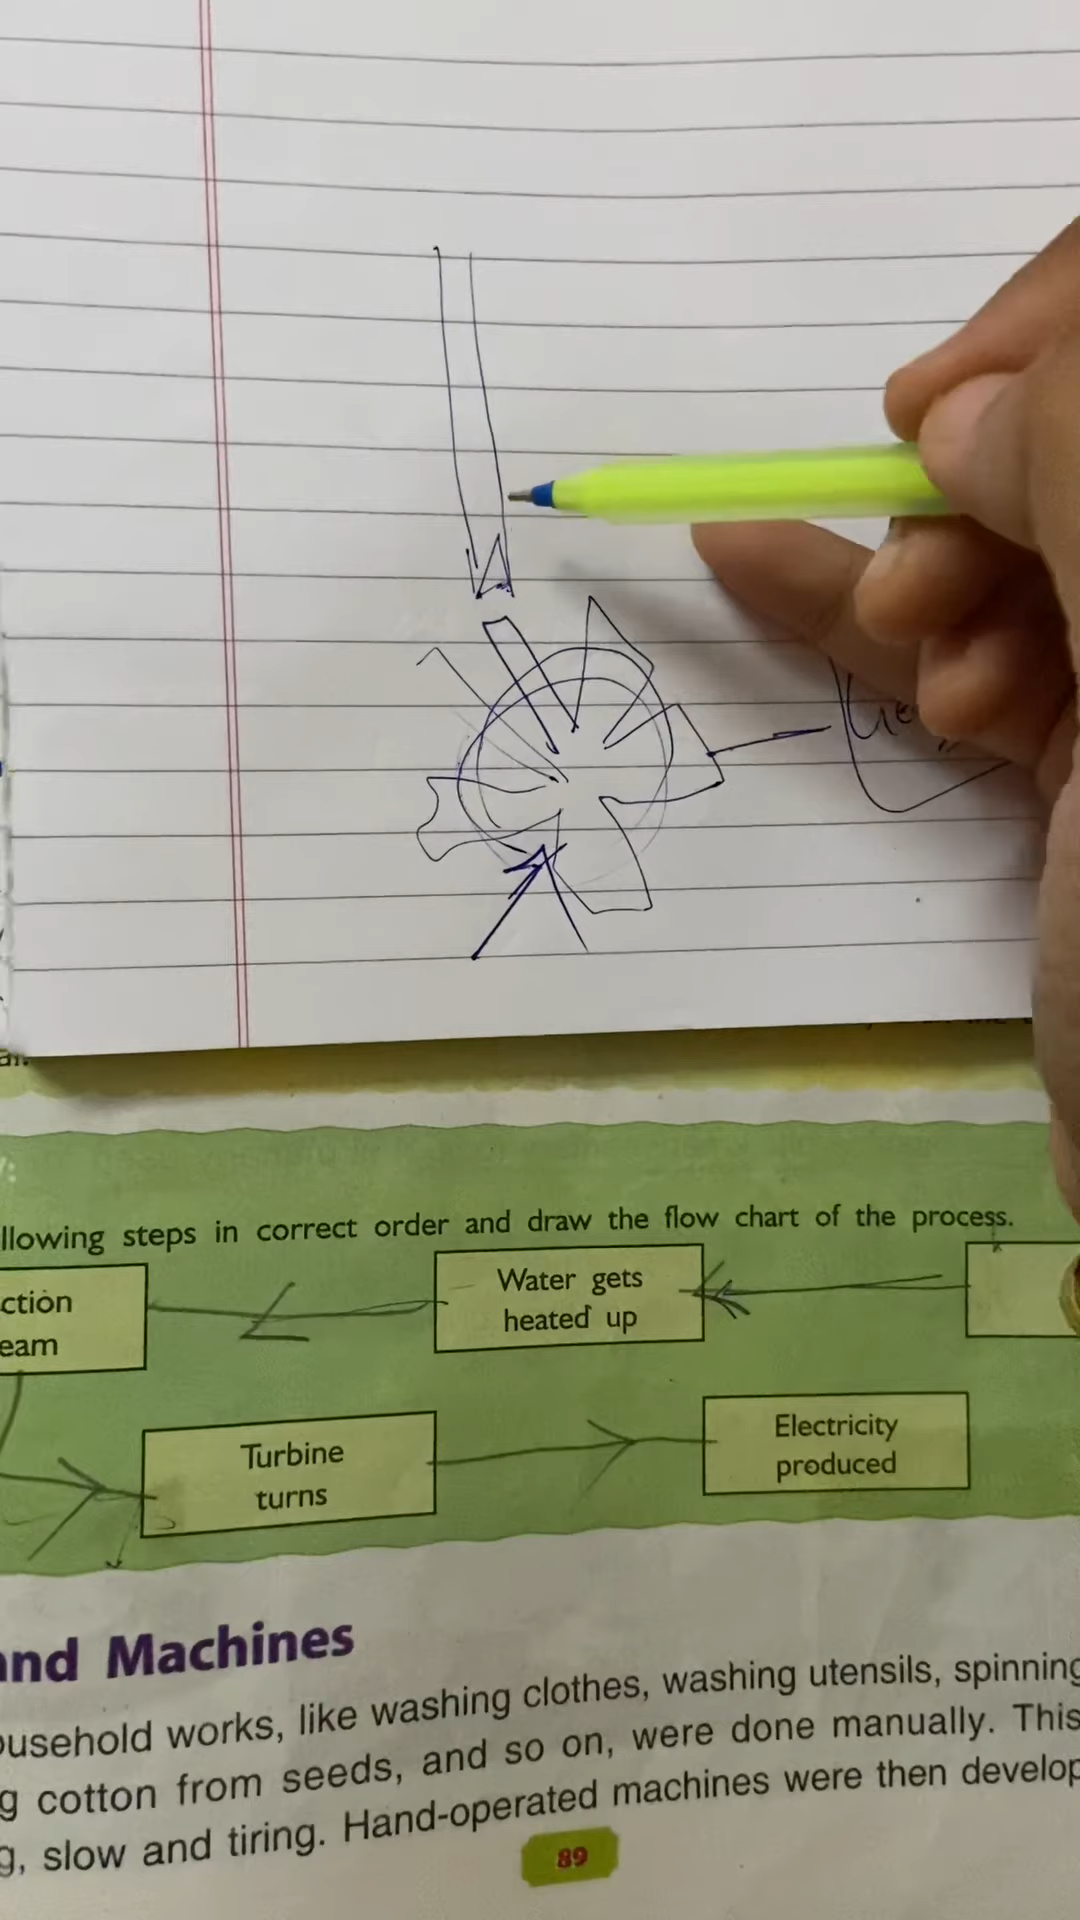 Ge
llowing steps in correct order and draw the flow chart of the process.
ction
eam
Water gets
heated up
Turbine
turns
Electricity
produced
and Machines
ousehold works, like washing clothes, washing utensils, spinning
g cotton from seeds, and so on, were done manually. This
g, slow and tiring. Hand-operated machines were then develop
89